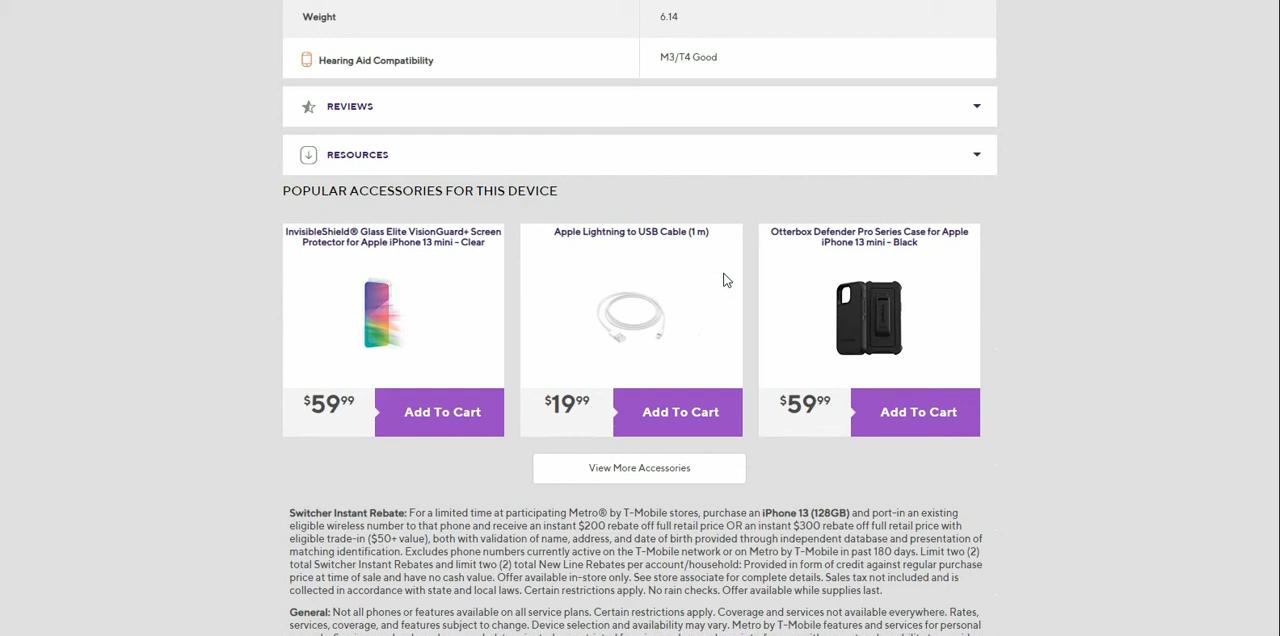 Weight 6.14
Hearing Aid Compatibility M3/T4 Good
REVIEWS
RESOURCES
POPULAR ACCESSORIES FOR THIS DEVICE
InvisibleShield® Glass Elite VisionGuard+ Screen
Protector for Apple iPhone 13 mini - Clear
$59.99 Add To Cart
Apple Lightning to USB Cable (1 m)
$19.99 Add To Cart
Otterbox Defender Pro Series Case for Apple
iPhone 13 mini - Black
$59.99 Add To Cart
View More Accessories
Switcher Instant Rebate: For a limited time at participating Metro® by T-Mobile stores, purchase an iPhone 13 (128GB) and port-in an existing
eligible wireless number to that phone and receive an instant $200 rebate off full retail price OR an instant $300 rebate off full retail price with
eligible trade-in ($50+ value), both with validation of name, address, and date of birth provided through independent database and presentation of
matching identification. Excludes phone numbers currently active on the T-Mobile network or on Metro by T-Mobile in past 180 days. Limit two (2)
total Switcher Instant Rebates and limit two (2) total New Line Rebates per account/household: Provided in form of credit against regular purchase
price at time of sale and have no cash value. Offer available in-store only. See store associate for complete details. Sales tax not included and is
collected in accordance with state and local laws. Certain restrictions apply. No rain checks. Offer available while supplies last.
General: Not all phones or features available on all service plans. Certain restrictions apply. Coverage and services not available everywhere. Rates,
services, coverage, and features subject to change. Device selection and availability may vary. Metro by T-Mobile features and services for personal